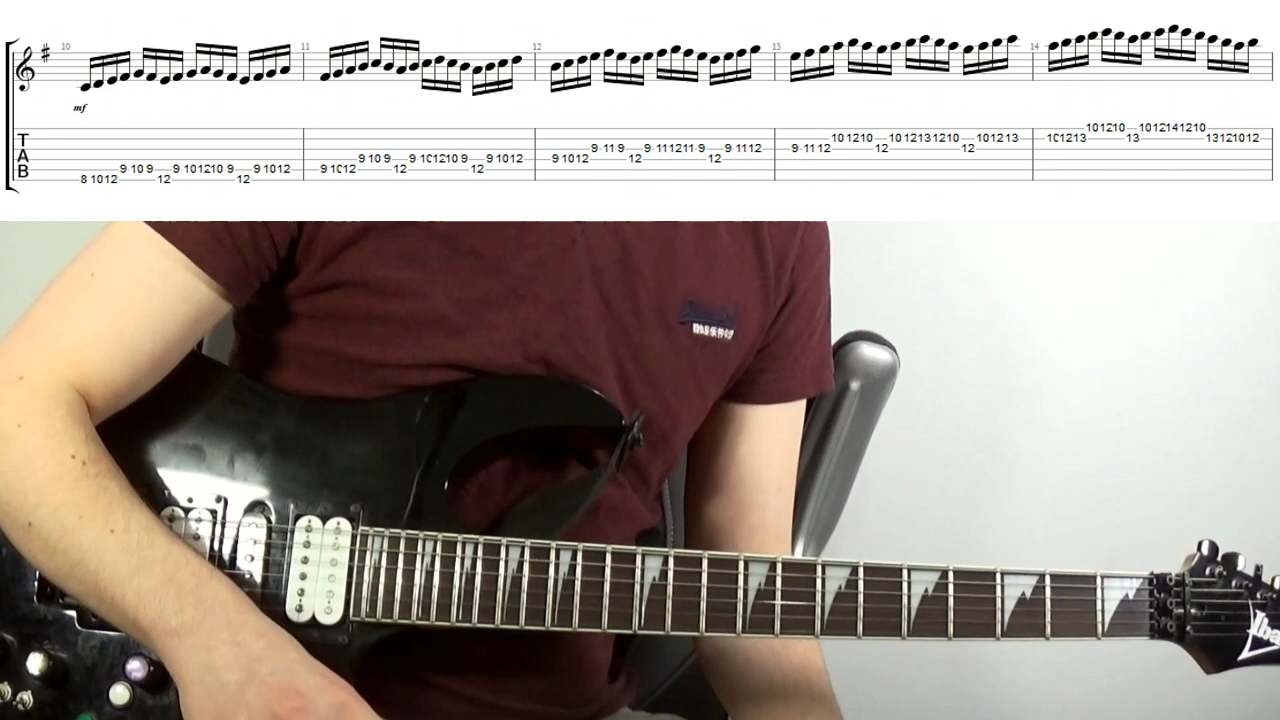 10 11 12 13 14
mf
10 12 10 10 12 14 12 10
T 10 12 10 10 12 13 12 10 10 12 13 10 12 13 13 13 12 10 12
9 11 9 9 11 12 11 9 9 11 12 9 11 12 12 12
A 9 10 9 9 10 12 10 9 9 10 12 9 10 12 12 12
B 9 10 9 9 10 12 10 9 9 10 12 9 10 12 12 12
8 10 12 12 12
Iba